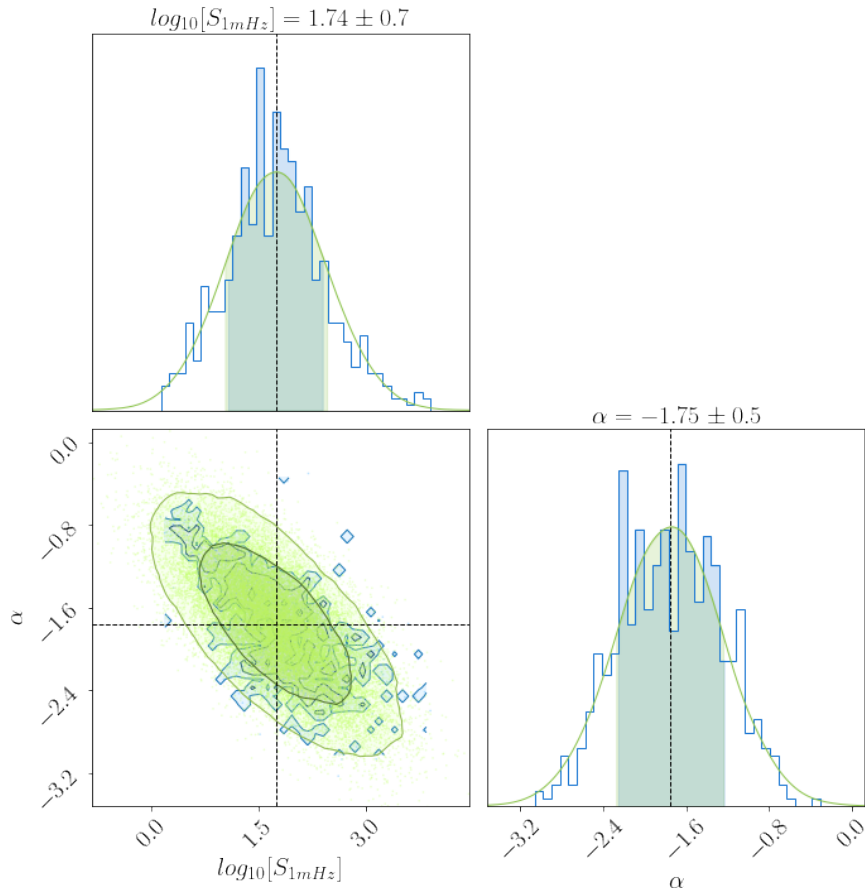 log₁₀[S₁mHz] = 1.74 ± 0.7
α = −1.75 ± 0.5
0.0
−0.8
−1.6
−2.4
−3.2
α
0.0 1.5 3.0
log₁₀[S₁mHz]
−3.2 −2.4 −1.6 −0.8 0.0
α